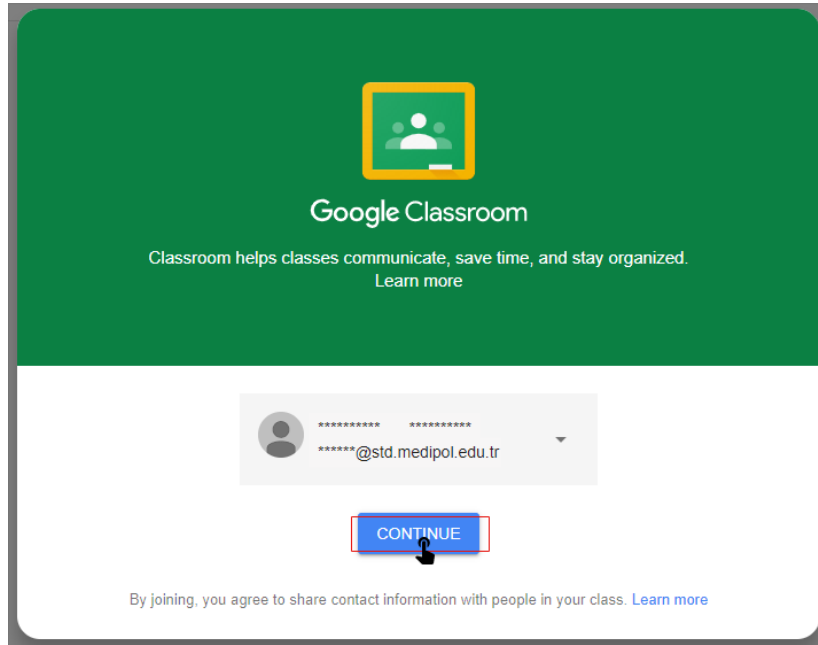 Google Classroom
Classroom helps classes communicate, save time, and stay organized.
Learn more
********** **********
******@std.medipol.edu.tr
CONTINUE
By joining, you agree to share contact information with people in your class. Learn more